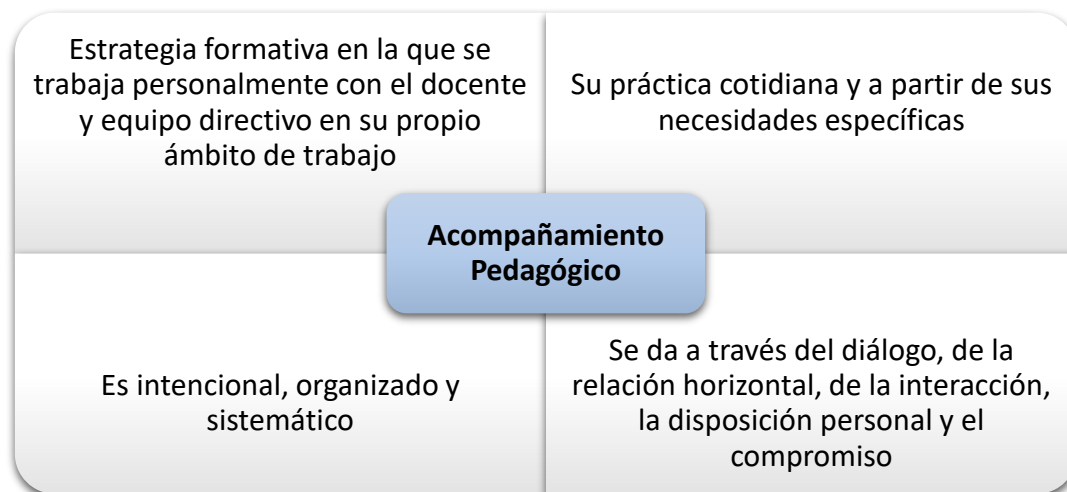 Estrategia formativa en la que se
trabaja personalmente con el docente
y equipo directivo en su propio
ámbito de trabajo
Su práctica cotidiana y a partir de sus
necesidades específicas
Acompañamiento
Pedagógico
Es intencional, organizado y
sistemático
Se da a través del diálogo, de la
relación horizontal, de la interacción,
la disposición personal y el
compromiso